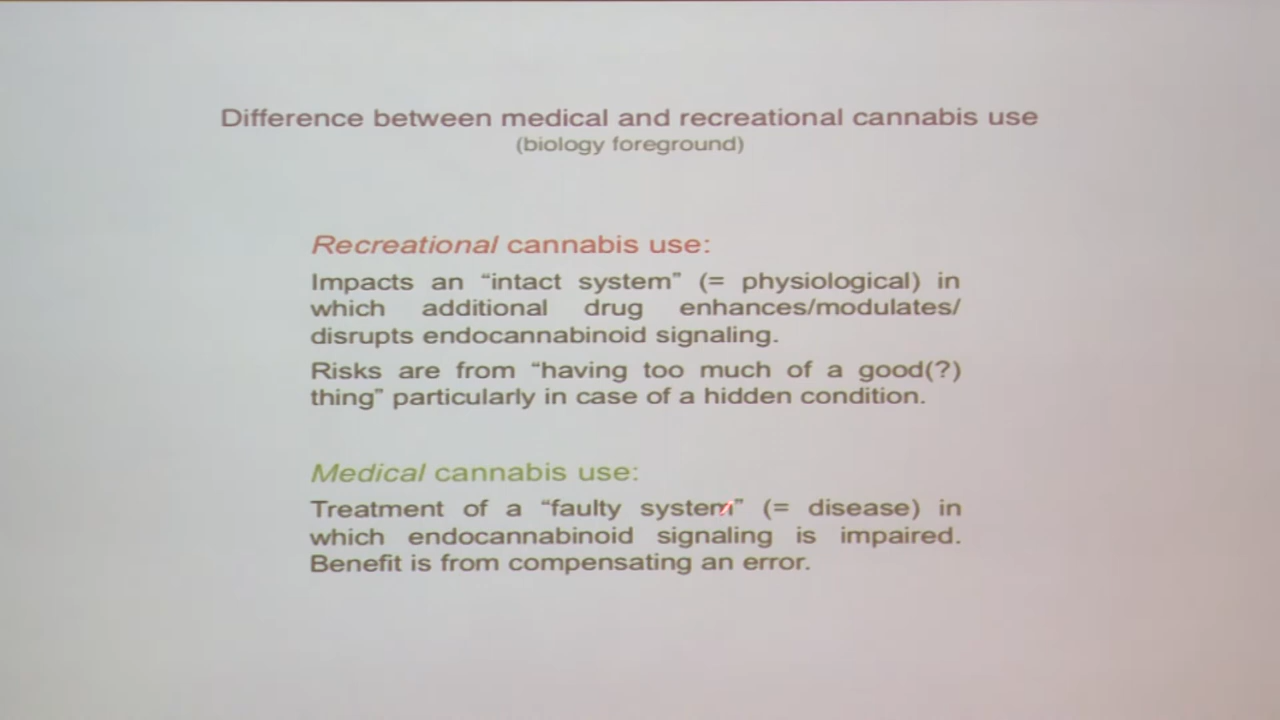 Difference between medical and recreational cannabis use
(biology foreground)
Recreational cannabis use:
Impacts an “intact system” (= physiological) in
which additional drug enhances/modulates/
disrupts endocannabinoid signaling.
Risks are from “having too much of a good(?)
thing” particularly in case of a hidden condition.
Medical cannabis use:
Treatment of a “faulty system” (= disease) in
which endocannabinoid signaling is impaired.
Benefit is from compensating an error.